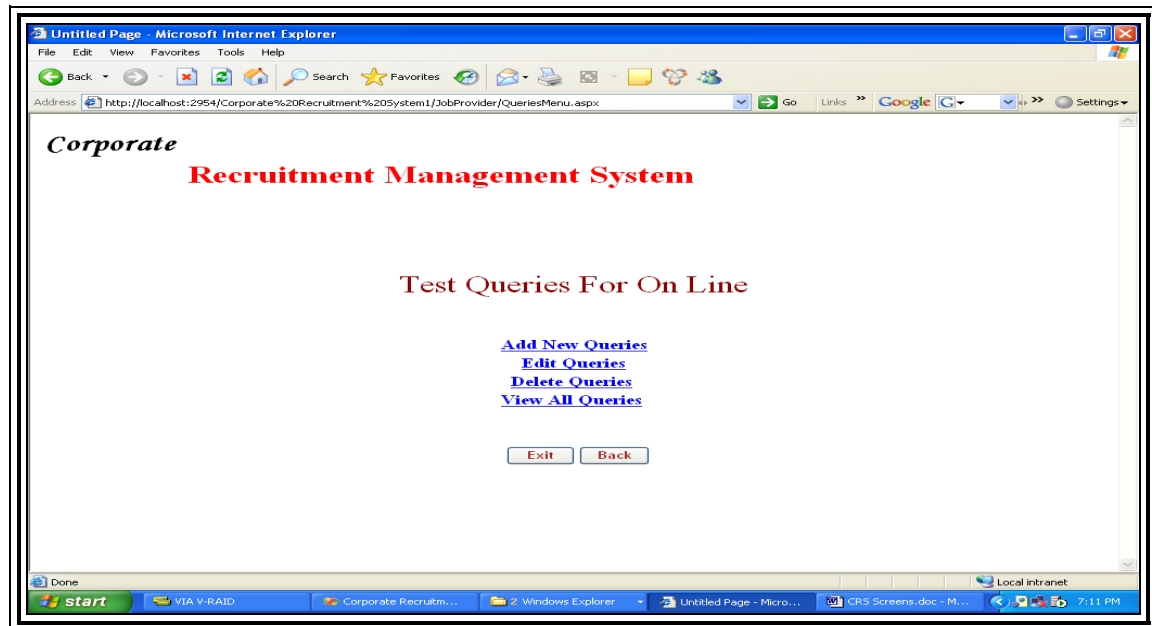 Untitled Page - Microsoft Internet Explorer
File Edit View Favorites Tools Help
Back Search Favorites
Address http://localhost:2954/Corporate%20Recruitment%20System1/JobProvider/QueriesMenu.aspx Go Links » Google G » Settings
Corporate
Recruitment Management System
Test Queries For On Line
Add New Queries
Edit Queries
Delete Queries
View All Queries
Exit Back
Done Local intranet
start VIA V-RAID Corporate Recruitm... 2 Windows Explorer Untitled Page - Micro... CRS Screens.doc - M... 7:11 PM